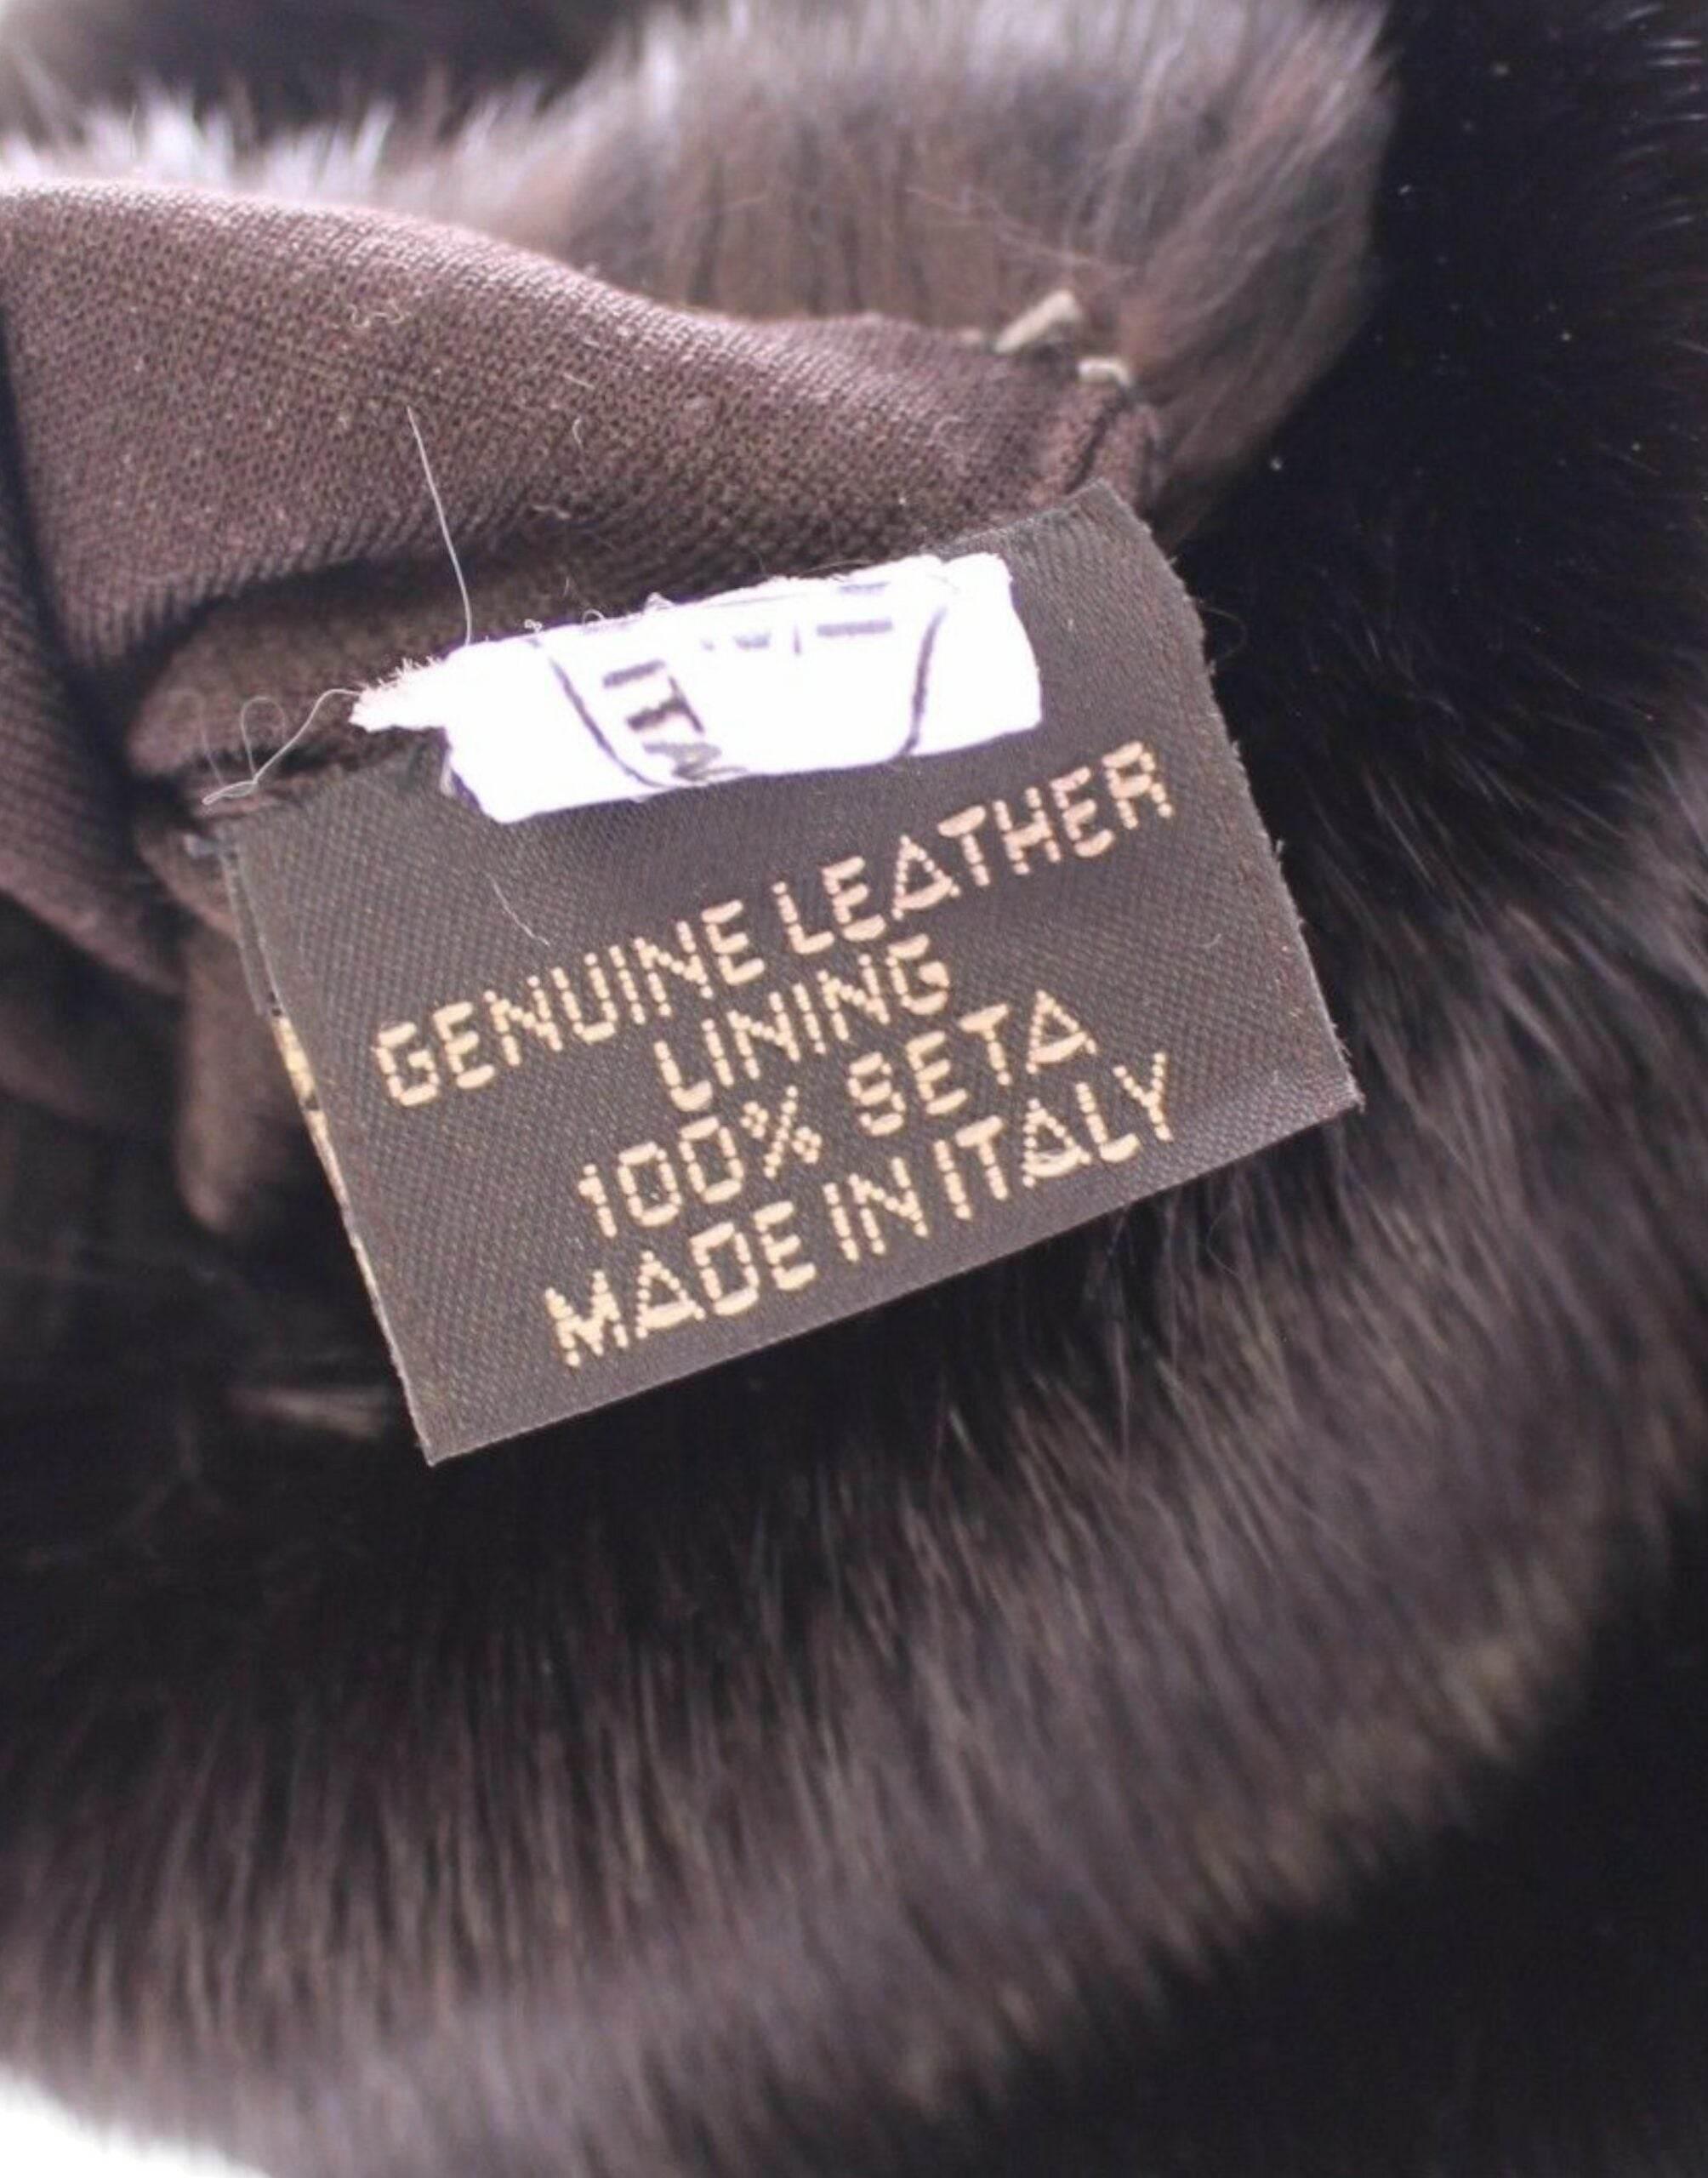 GENUINE LEATHER
LINING
100% SETA
MADE IN ITALY